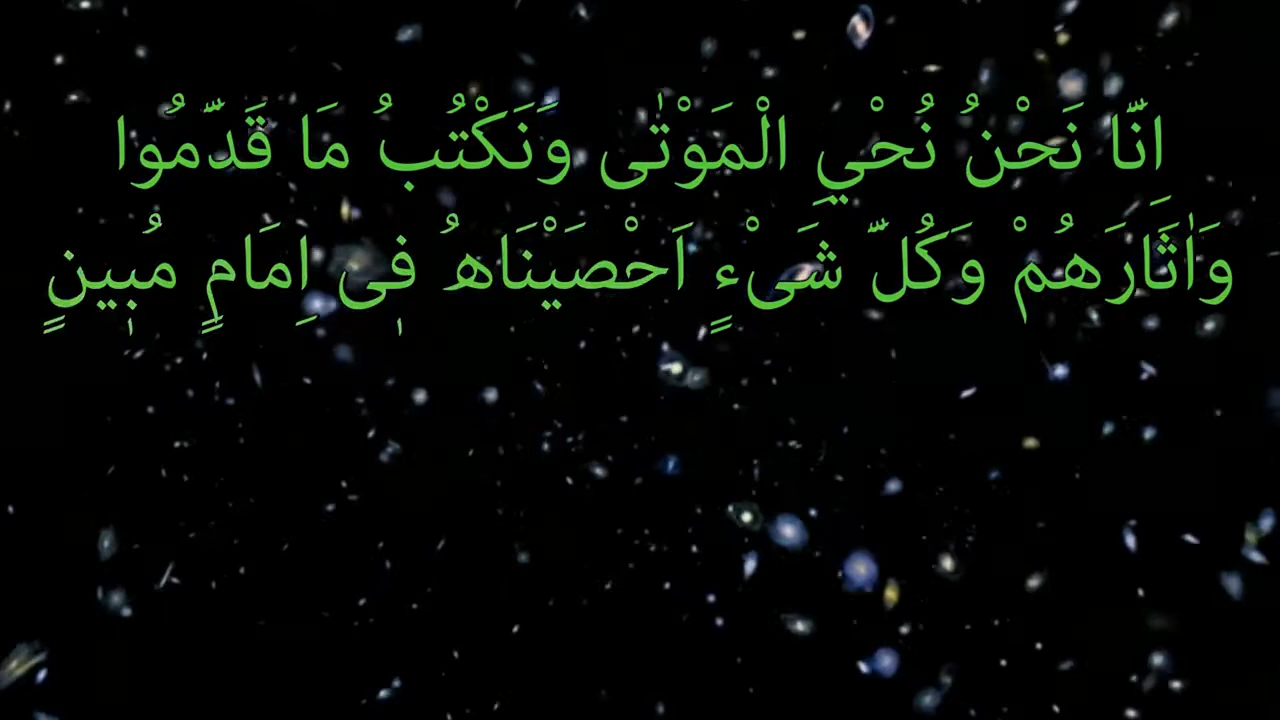 اِنَّا نَحْنُ نُحْيِ الْمَوْتٰى وَنَكْتُبُ مَا قَدَّمُوا
وَاٰثَارَهُمْ وَكُلَّ شَىْءٍ اَحْصَيْنَاهُ فٖى اِمَامٍ مُبٖينٍ